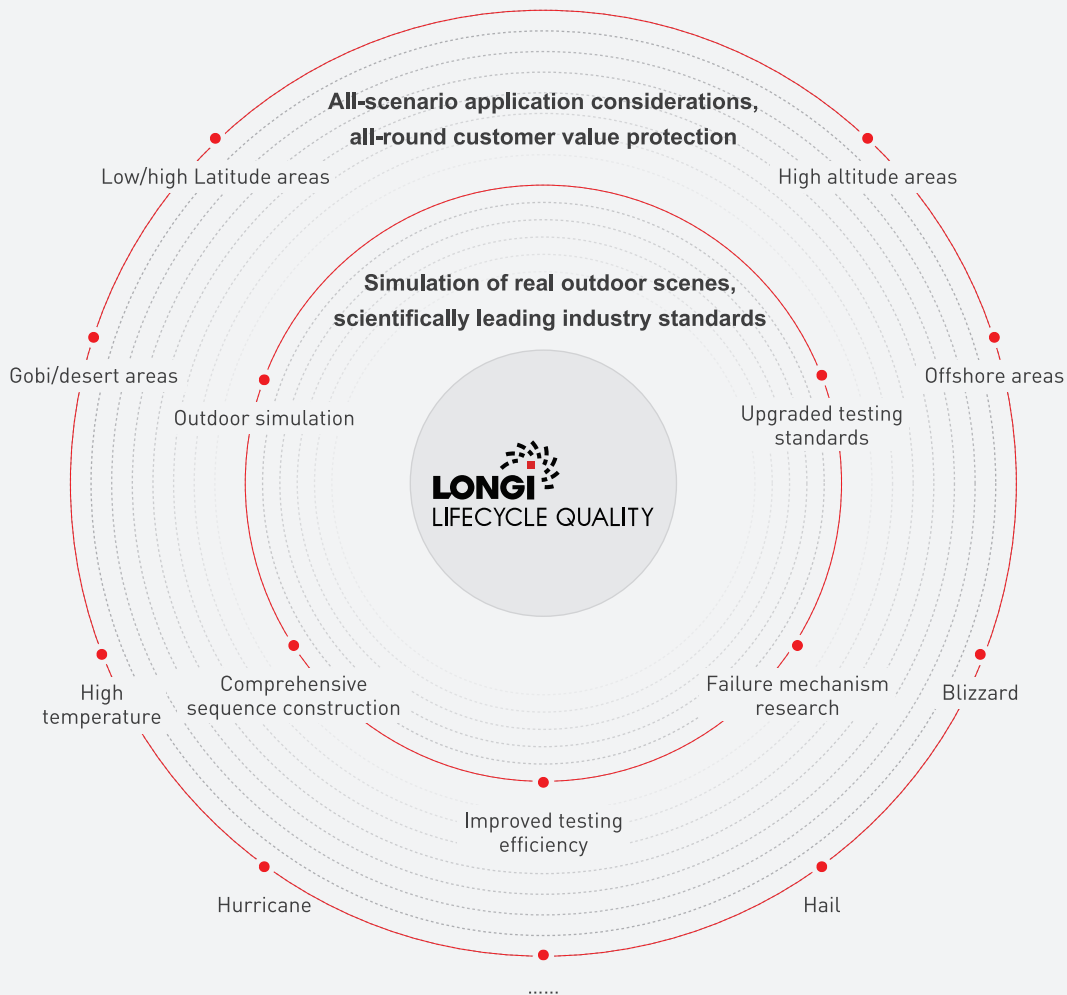 All-scenario application considerations,
all-round customer value protection
Low/high Latitude areas
High altitude areas
Simulation of real outdoor scenes,
scientifically leading industry standards
Gobi/desert areas
Offshore areas
Outdoor simulation
Upgraded testing
standards
LONGI
LIFECYCLE QUALITY
High
temperature
Comprehensive
sequence construction
Failure mechanism
research
Blizzard
Improved testing
efficiency
Hurricane
Hail
......